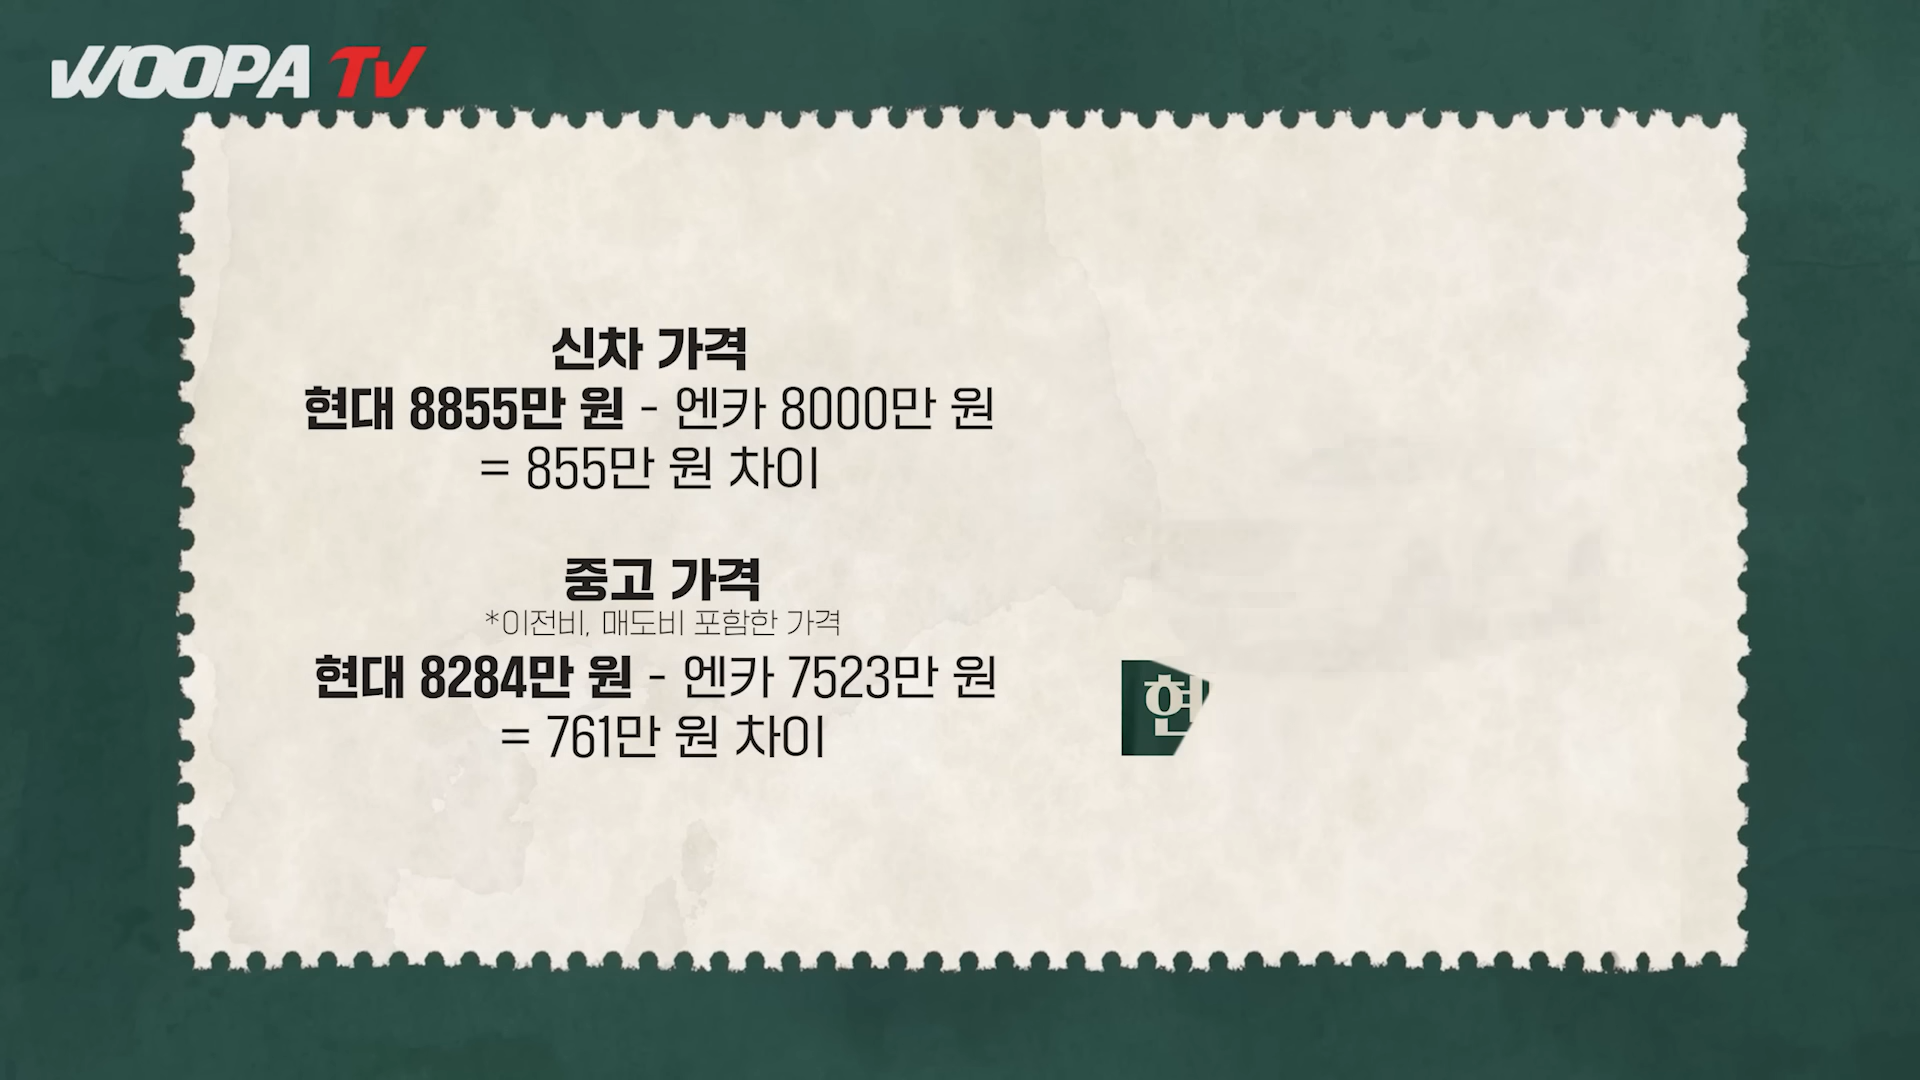 WOOPA TV
신차 가격
현대 8855만 원 - 엔카 8000만 원
= 855만 원 차이
중고 가격
*이전비, 매도비 포함한 가격
현대 8284만 원 - 엔카 7523만 원
= 761만 원 차이
현